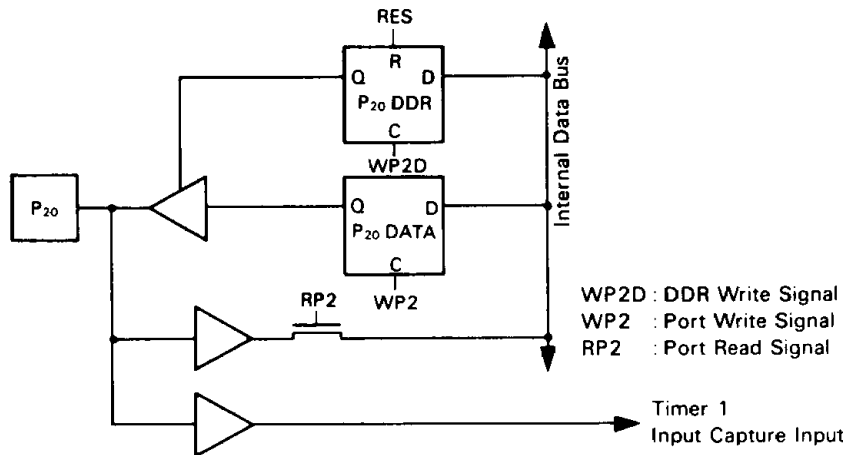 RES
R
Q D
P₂₀ DDR
C
WP2D
Internal Data Bus
P₂₀
Q D
P₂₀ DATA
C
WP2
RP2
WP2D : DDR Write Signal
WP2 : Port Write Signal
RP2 : Port Read Signal
Timer 1
Input Capture Input